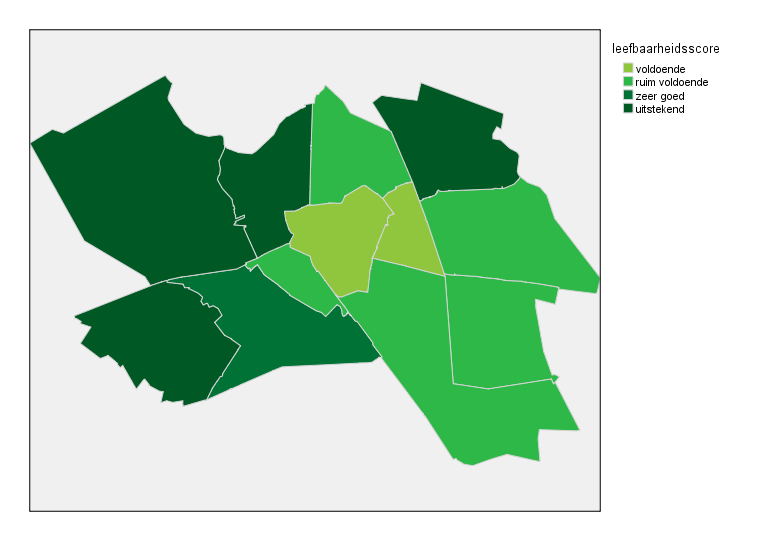 leefbaarheidsscore
voldoende
ruim voldoende
zeer goed
uitstekend